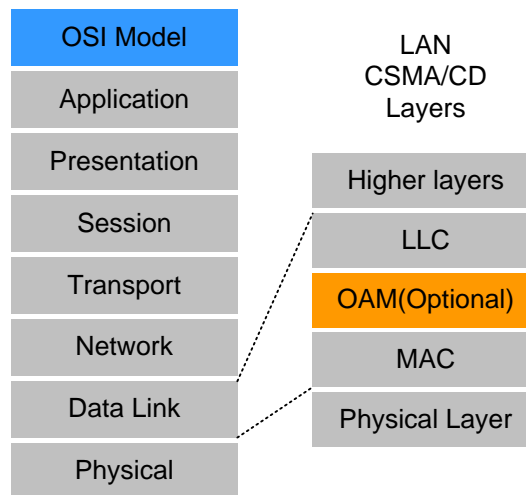 OSI Model
Application
Presentation
Session
Transport
Network
Data Link
Physical
LAN
CSMA/CD
Layers
Higher layers
LLC
OAM(Optional)
MAC
Physical Layer